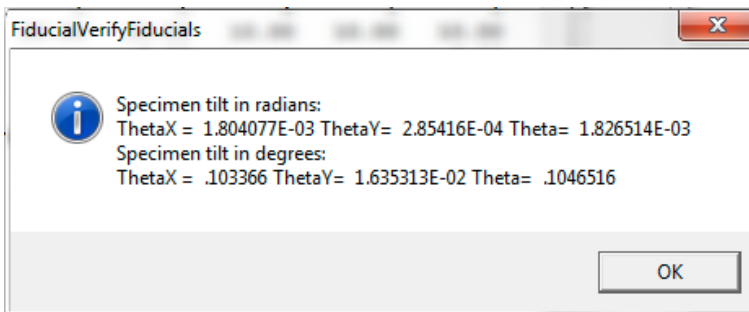 FiducialVerifyFiducials
Specimen tilt in radians:
ThetaX =  1.804077E-03 ThetaY=  2.85416E-04 Theta=  1.826514E-03
Specimen tilt in degrees:
ThetaX =  .103366 ThetaY=  1.635313E-02 Theta=  .1046516
OK